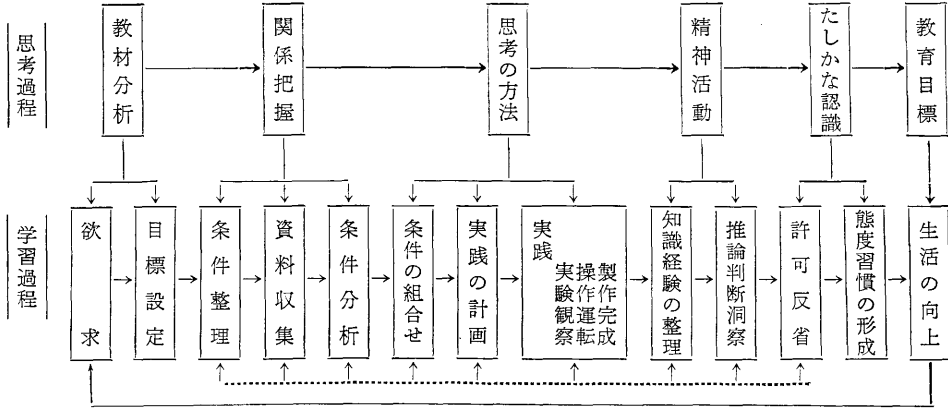 思考過程
教材分析
関係把握
思考の方法
精神活動
たしかな認識
教育目標
学習過程
欲求
目標設定
条件整理
資料収集
条件分析
条件の組合せ
実践の計画
実践
製作完成
操作運転
実験観察
知識経験の整理
推論判断洞察
許可反省
態度習慣の形成
生活の向上